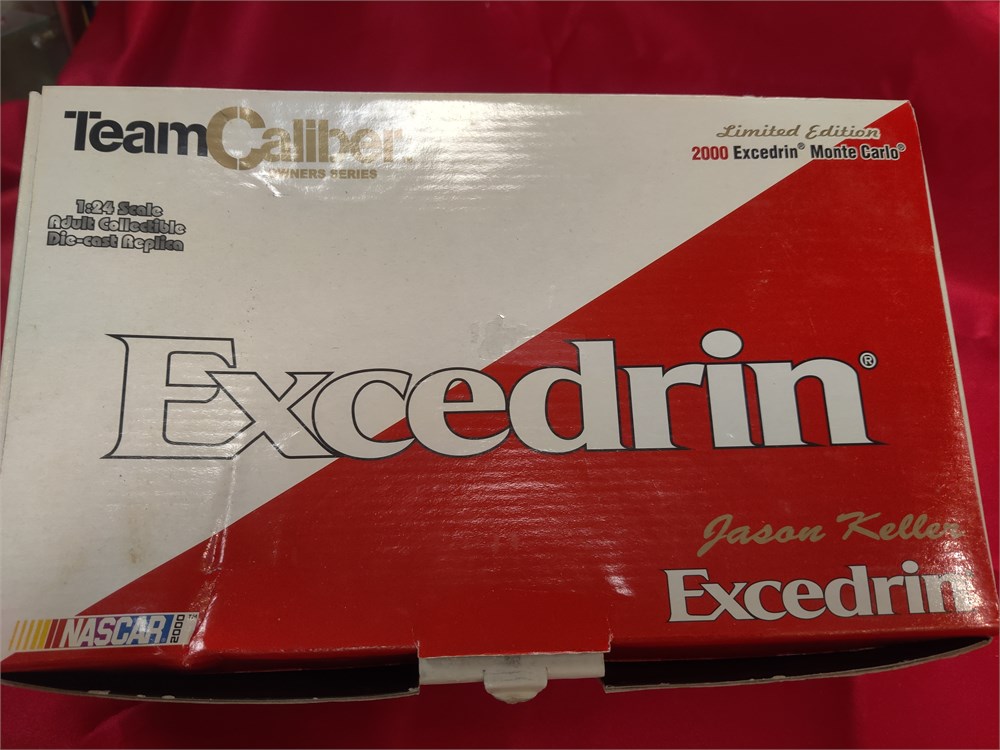 Team Caliber
OWNERS SERIES
Limited Edition
2000 Excedrin® Monte Carlo®
1:24 Scale
Adult Collectible
Die-cast Replica
Excedrin®
Jason Keller
Excedrin
NASCAR 2000 TM